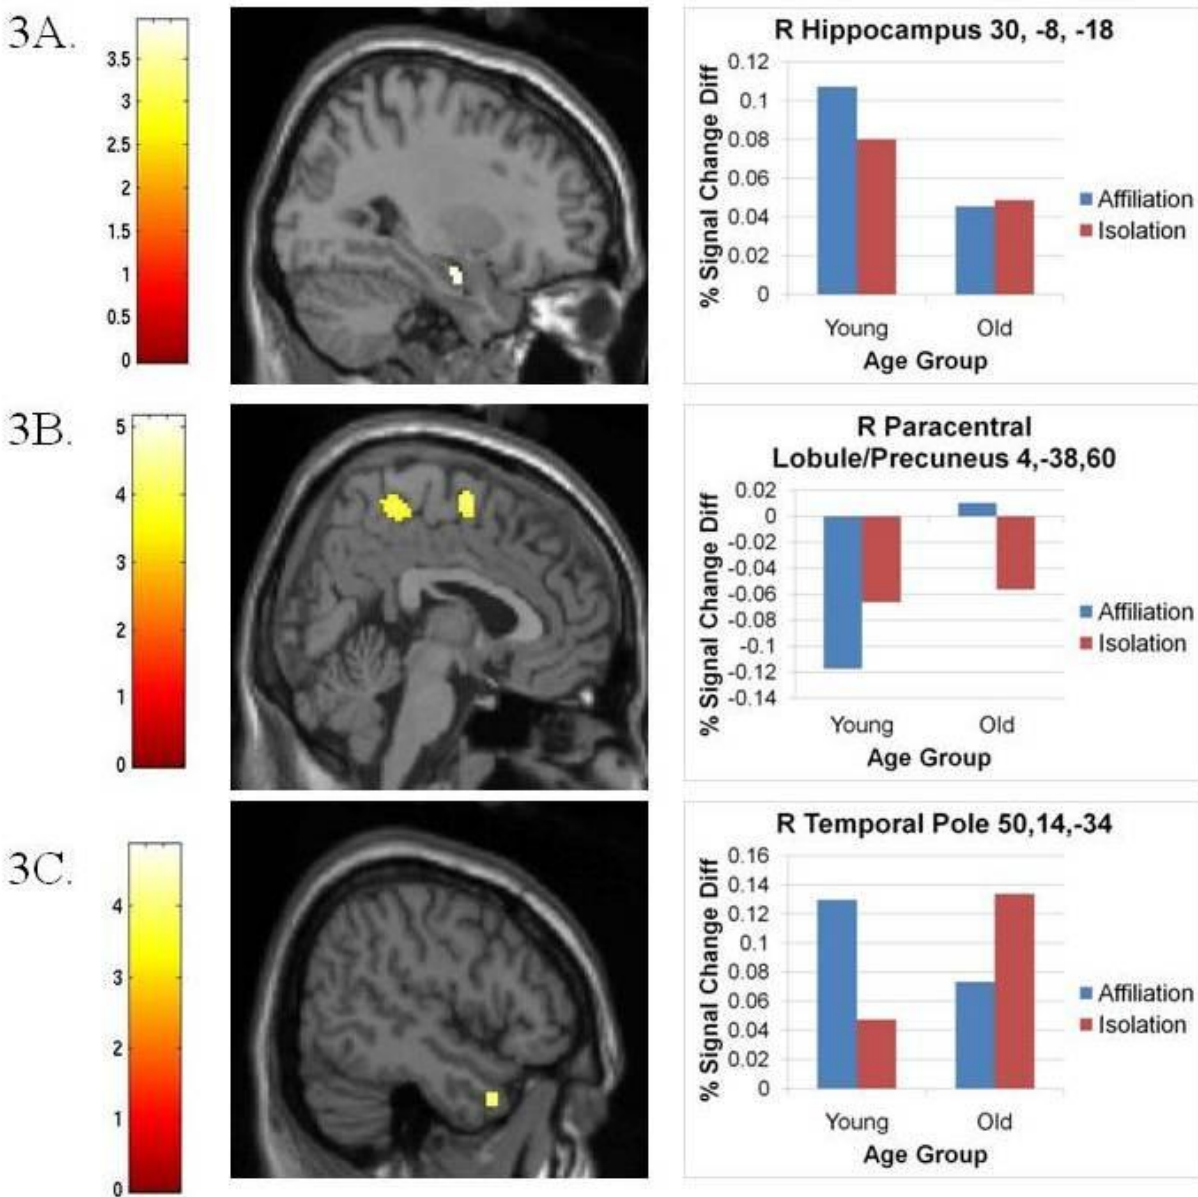 3A.
3.5
3
2.5
2
1.5
1
0.5
0
R Hippocampus 30, -8, -18
% Signal Change Diff
0.12
0.1
0.08
0.06
0.04
0.02
0
Young Old
Age Group
Affiliation
Isolation
3B.
5
4
3
2
1
0
R Paracentral
Lobule/Precuneus 4,-38,60
% Signal Change Diff
0.02
0
-0.02
-0.04
-0.06
-0.08
-0.1
-0.12
-0.14
Young Old
Age Group
Affiliation
Isolation
3C.
4
3
2
1
0
R Temporal Pole 50,14,-34
% Signal Change Diff
0.16
0.14
0.12
0.1
0.08
0.06
0.04
0.02
0
Young Old
Age Group
Affiliation
Isolation